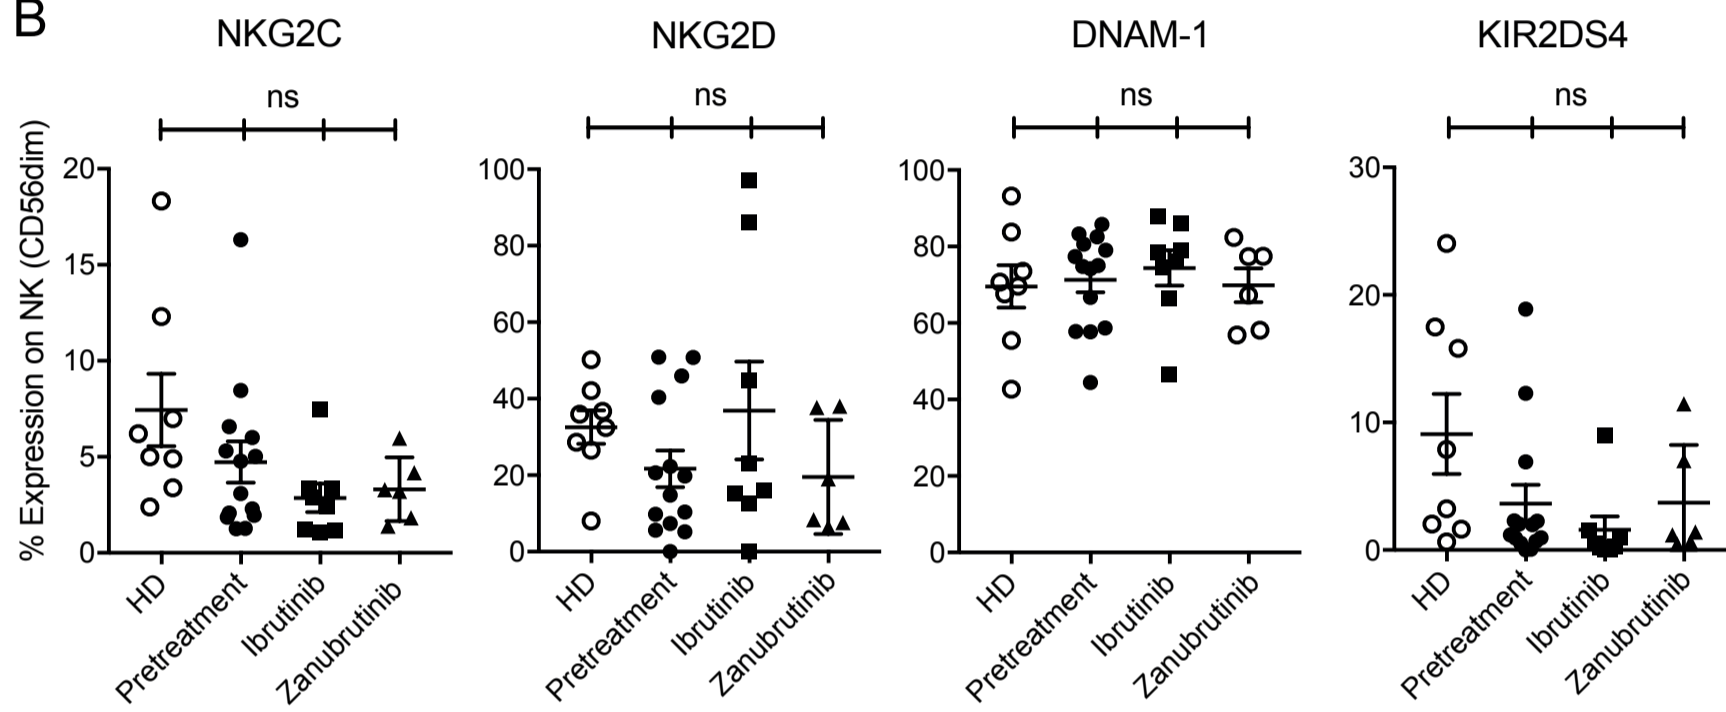 B
NKG2C
NKG2D
DNAM-1
KIR2DS4
ns
ns
ns
ns
% Expression on NK (CD56dim)
20
15
10
5
0
HD
Pretreatment
Ibrutinib
Zanubrutinib
100
80
60
40
20
0
HD
Pretreatment
Ibrutinib
Zanubrutinib
100
80
60
40
20
0
HD
Pretreatment
Ibrutinib
Zanubrutinib
30
20
10
0
HD
Pretreatment
Ibrutinib
Zanubrutinib